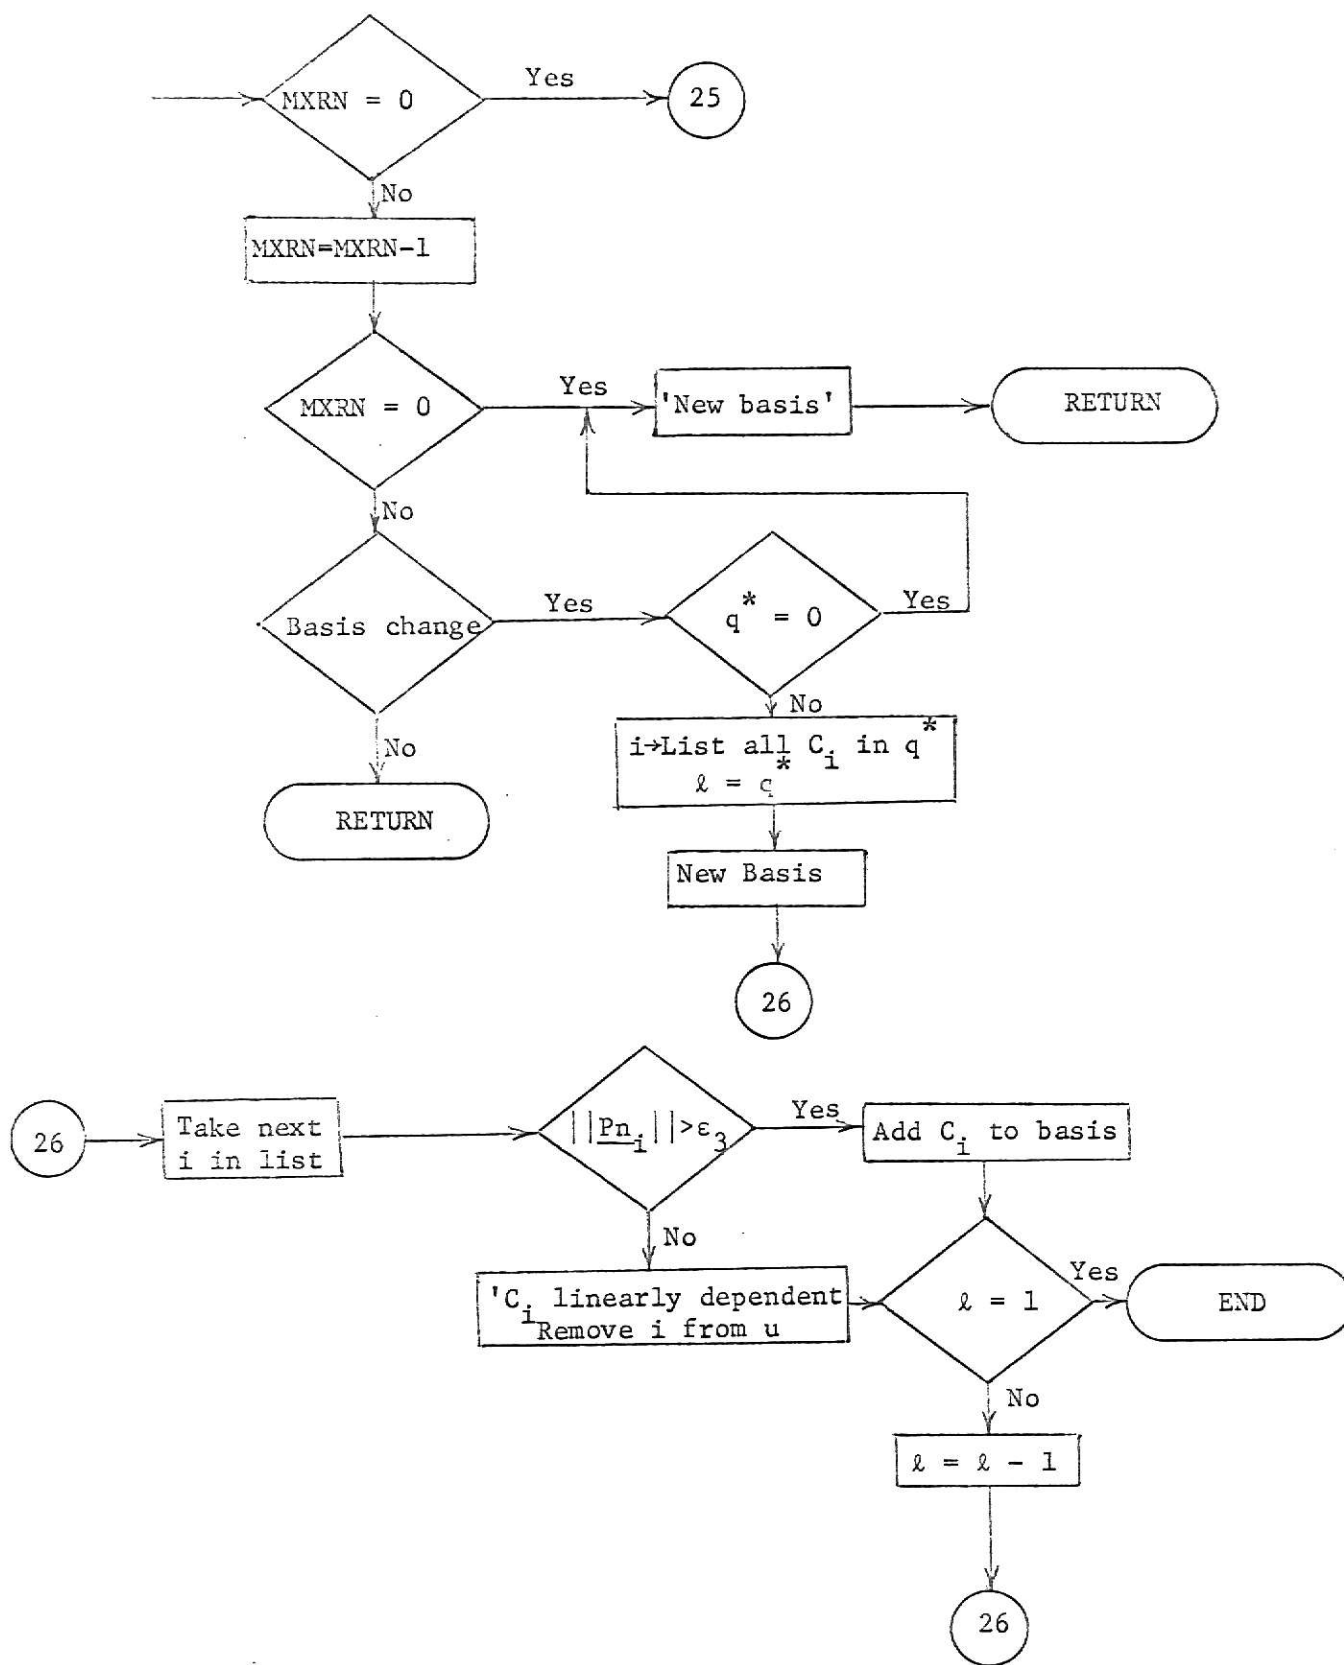 MXRN = 0
Yes
25
No
MXRN=MXRN-1
MXRN = 0
Yes
'New basis'
RETURN
No
Basis change
Yes
q* = 0
Yes
No
i→List all C_i in q*
ℓ = q*
New Basis
No
RETURN
26
26
Take next
i in list
||Pn_i||>ε_3
Yes
Add C_i to basis
No
'C_i linearly dependent
Remove i from u
ℓ = 1
Yes
END
No
ℓ = ℓ - 1
26